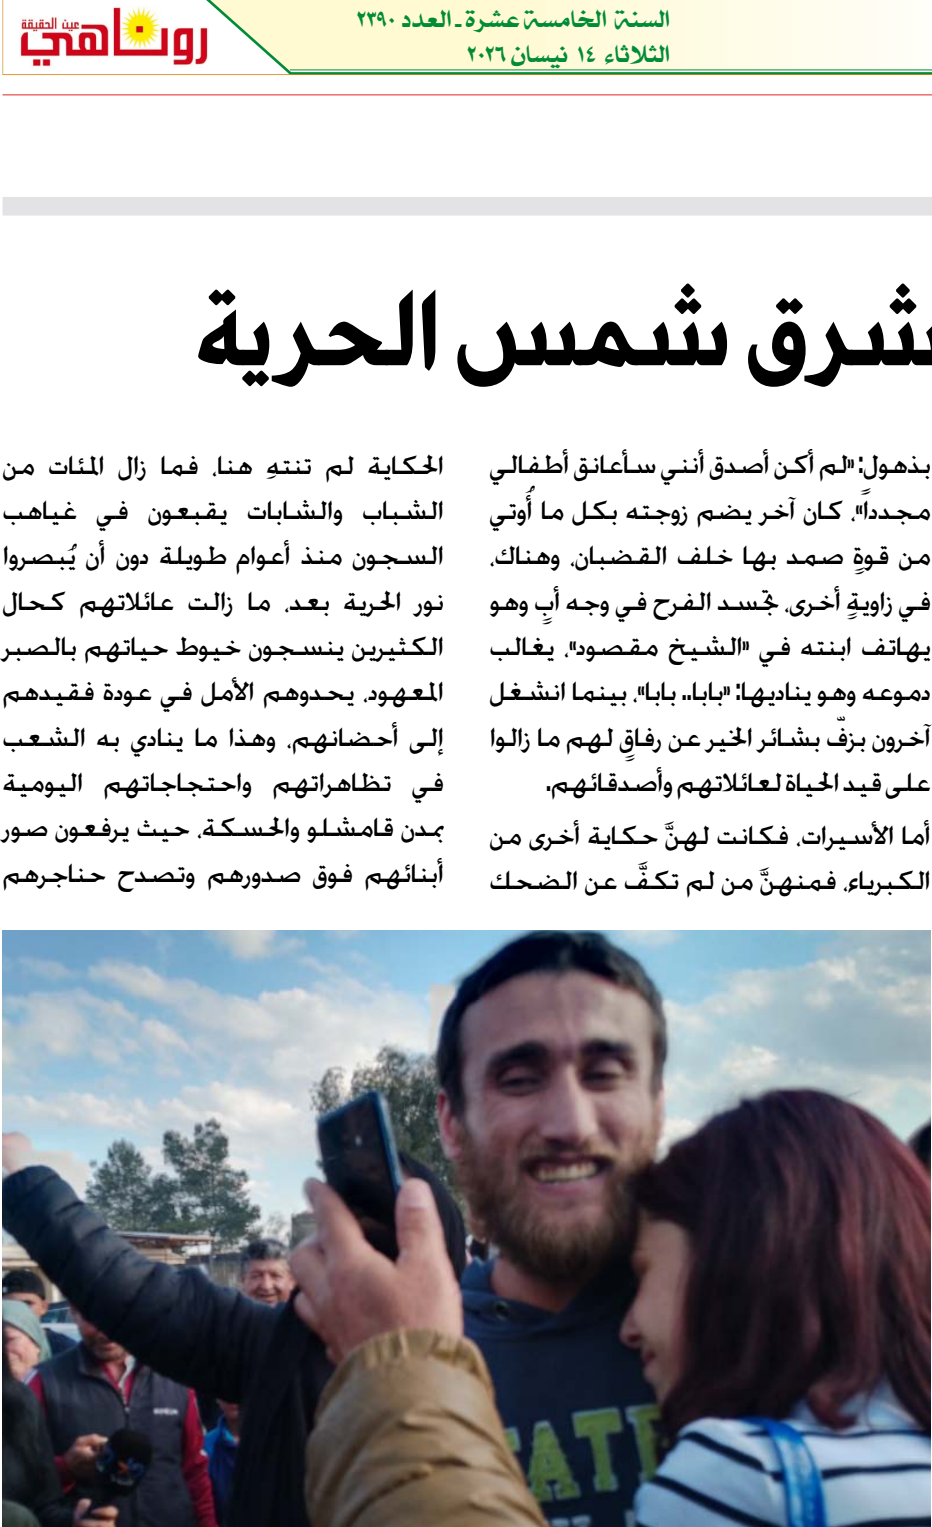 السنة الخامسة عشرة ـ العدد ٢٣٩٠
الثلاثاء ١٤ نيسان ٢٠٢٦
عين الحقيقة
روناهي
شرق شمس الحرية
بذهول: «لم أكن أصدق أنني سأعانق أطفالي
مجدداً»، كان آخر يضم زوجته بكل ما أُوتي
من قوةٍ صمد بها خلف القضبان، وهناك،
في زاويةٍ أخرى، تجسد الفرح في وجه أبٍ وهو
يهاتف ابنته في «الشيخ مقصود»، يغالب
دموعه وهو يناديها: «بابا.. بابا»، بينما انشغل
آخرون بزفّ بشائر الخير عن رفاقٍ لهم ما زالوا
على قيد الحياة لعائلاتهم وأصدقائهم.
أما الأسيرات، فكانت لهنَّ حكاية أخرى من
الكبرياء، فمنهنَّ من لم تكفَّ عن الضحك
الحكاية لم تنتهِ هنا، فما زال المئات من
الشباب والشابات يقبعون في غياهب
السجون منذ أعوام طويلة دون أن يُبصروا
نور الحرية بعد، ما زالت عائلاتهم كحال
الكثيرين ينسجون خيوط حياتهم بالصبر
المعهود، يحدوهم الأمل في عودة فقيدهم
إلى أحضانهم، وهذا ما ينادي به الشعب
في تظاهراتهم واحتجاجاتهم اليومية
بمدن قامشلو والحسكة، حيث يرفعون صور
أبنائهم فوق صدورهم وتصدح حناجرهم
TATE